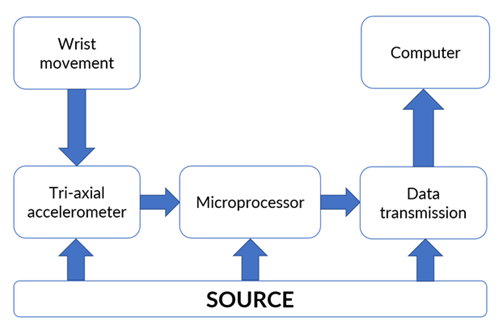 Wrist
movement
Computer
Tri-axial
accelerometer
Microprocessor
Data
transmission
SOURCE